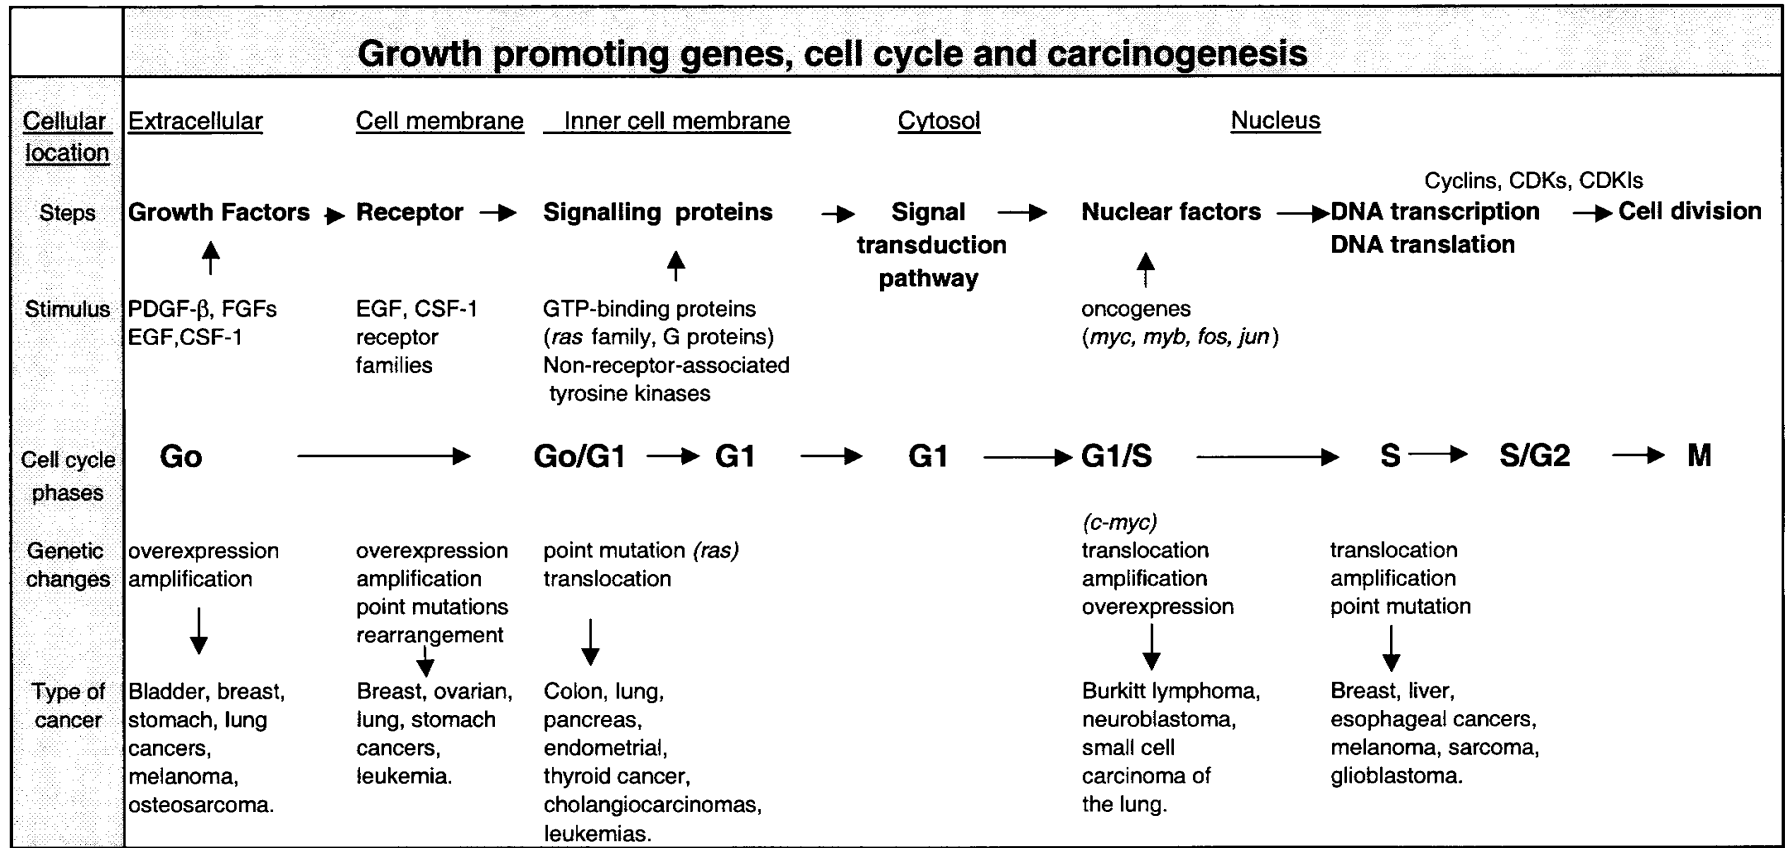 Growth promoting genes, cell cycle and carcinogenesis
Cellular location
Extracellular
Cell membrane
Inner cell membrane
Cytosol
Nucleus
Cyclins, CDKs, CDKIs
Steps
Growth Factors
Receptor
Signalling proteins
Signal
transduction
pathway
Nuclear factors
DNA transcription
DNA translation
Cell division
Stimulus
PDGF-β, FGFs
EGF,CSF-1
EGF, CSF-1
receptor
families
GTP-binding proteins
(ras family, G proteins)
Non-receptor-associated
tyrosine kinases
oncogenes
(myc, myb, fos, jun)
Cell cycle
phases
Go
Go/G1
G1
G1
G1/S
S
S/G2
M
Genetic
changes
overexpression
amplification
overexpression
amplification
point mutations
rearrangement
point mutation (ras)
translocation
(c-myc)
translocation
amplification
overexpression
translocation
amplification
point mutation
Type of
cancer
Bladder, breast,
stomach, lung
cancers,
melanoma,
osteosarcoma.
Breast, ovarian,
lung, stomach
cancers,
leukemia.
Colon, lung,
pancreas,
endometrial,
thyroid cancer,
cholangiocarcinomas,
leukemias.
Burkitt lymphoma,
neuroblastoma,
small cell
carcinoma of
the lung.
Breast, liver,
esophageal cancers,
melanoma, sarcoma,
glioblastoma.